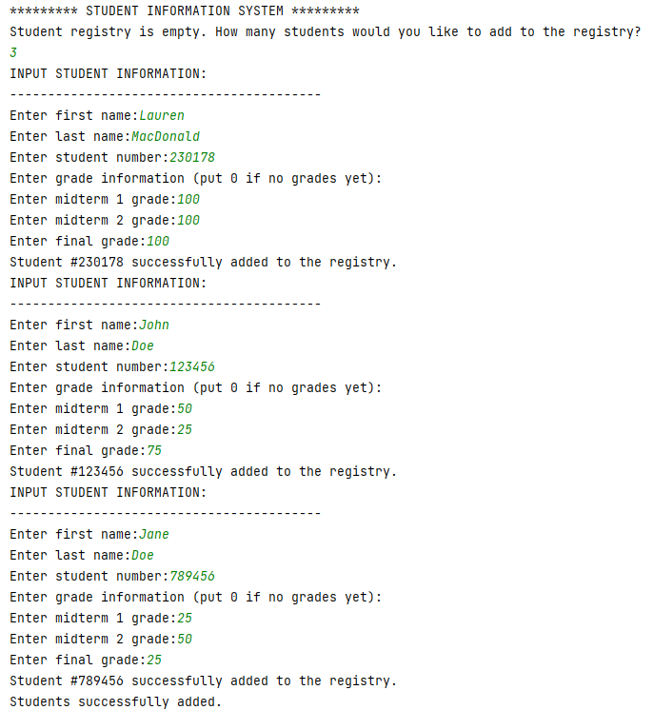 ********* STUDENT INFORMATION SYSTEM *********
Student registry is empty. How many students would you like to add to the registry?
3
INPUT STUDENT INFORMATION:
-----------------------------------------
Enter first name:Lauren
Enter last name:MacDonald
Enter student number:230178
Enter grade information (put 0 if no grades yet):
Enter midterm 1 grade:100
Enter midterm 2 grade:100
Enter final grade:100
Student #230178 successfully added to the registry.
INPUT STUDENT INFORMATION:
-----------------------------------------
Enter first name:John
Enter last name:Doe
Enter student number:123456
Enter grade information (put 0 if no grades yet):
Enter midterm 1 grade:50
Enter midterm 2 grade:25
Enter final grade:75
Student #123456 successfully added to the registry.
INPUT STUDENT INFORMATION:
-----------------------------------------
Enter first name:Jane
Enter last name:Doe
Enter student number:789456
Enter grade information (put 0 if no grades yet):
Enter midterm 1 grade:25
Enter midterm 2 grade:50
Enter final grade:25
Student #789456 successfully added to the registry.
Students successfully added.